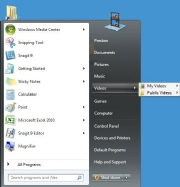 Windows Media Center
Snipping Tool
Snagit 9
Getting Started
Sticky Notes
Calculator
Paint
Microsoft Excel 2010
Snagit 9 Editor
Magnifier
All Programs
Search programs and files
Preston
Documents
Pictures
Music
Videos
Games
Computer
Control Panel
Devices and Printers
Default Programs
Help and Support
Shut down
My Videos
Public Videos